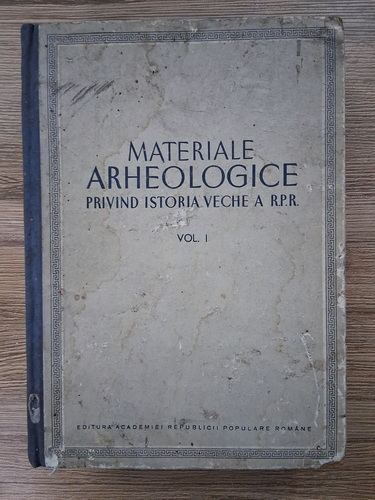 MATERIALE
ARHEOLOGICE
PRIVIND ISTORIA VECHE A R.P.R.
VOL. I
EDITURA ACADEMIEI REPUBLICII POPULARE ROMÂNE